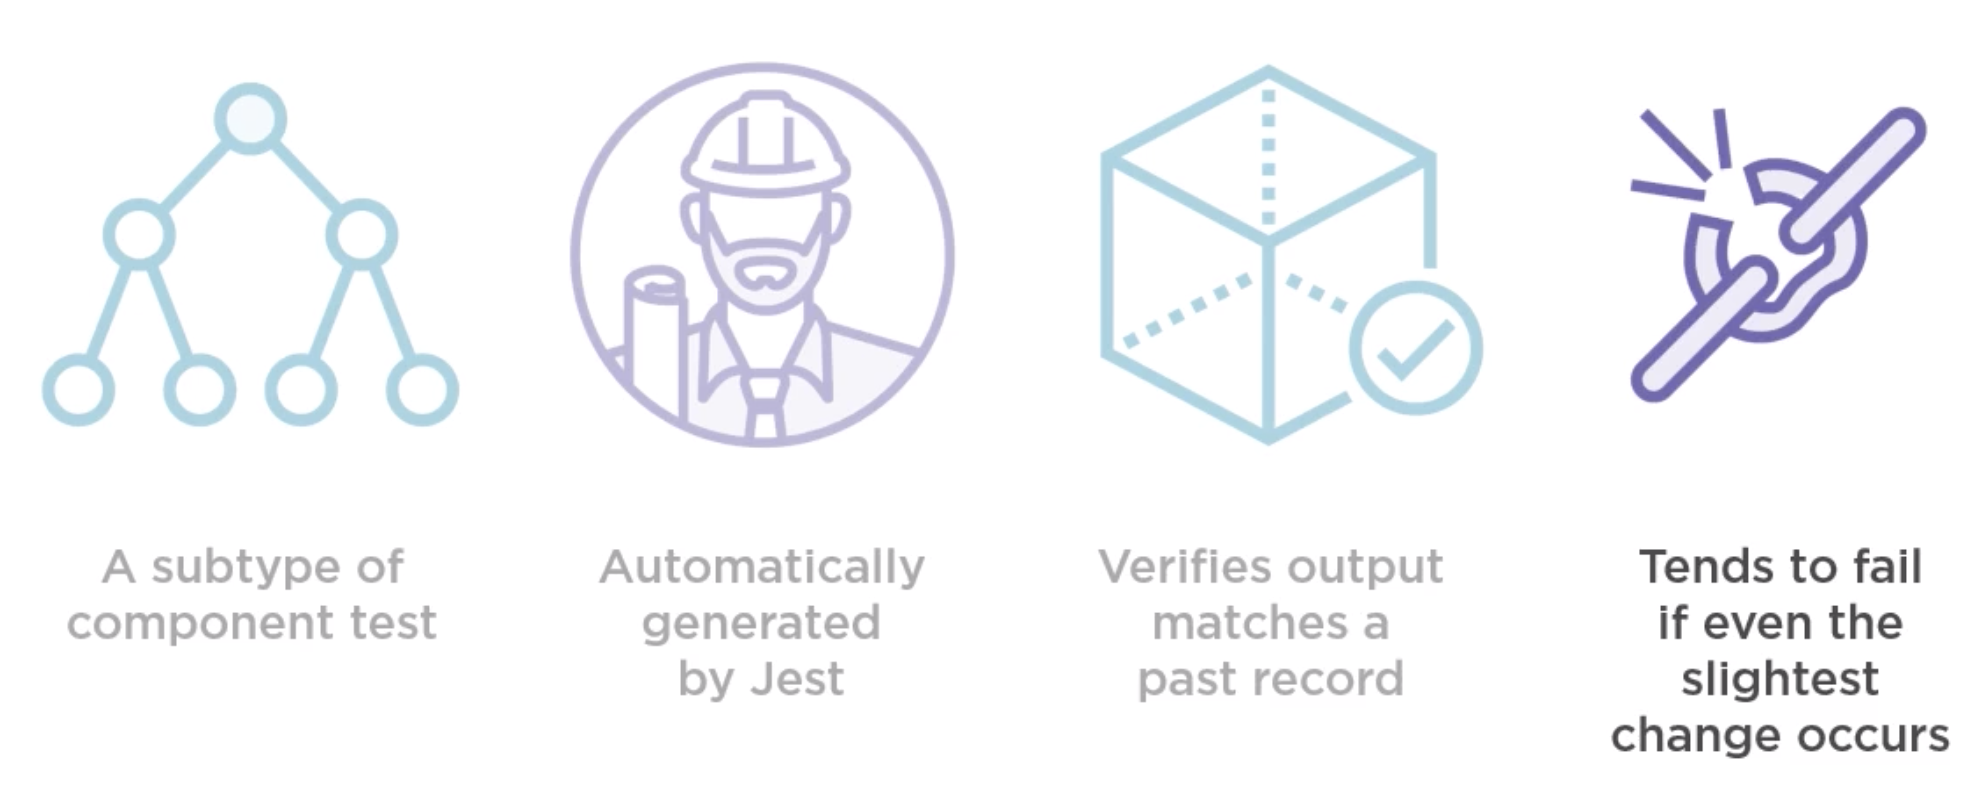 A subtype of
component test
Automatically
generated
by Jest
Verifies output
matches a
past record
Tends to fail
if even the
slightest
change occurs